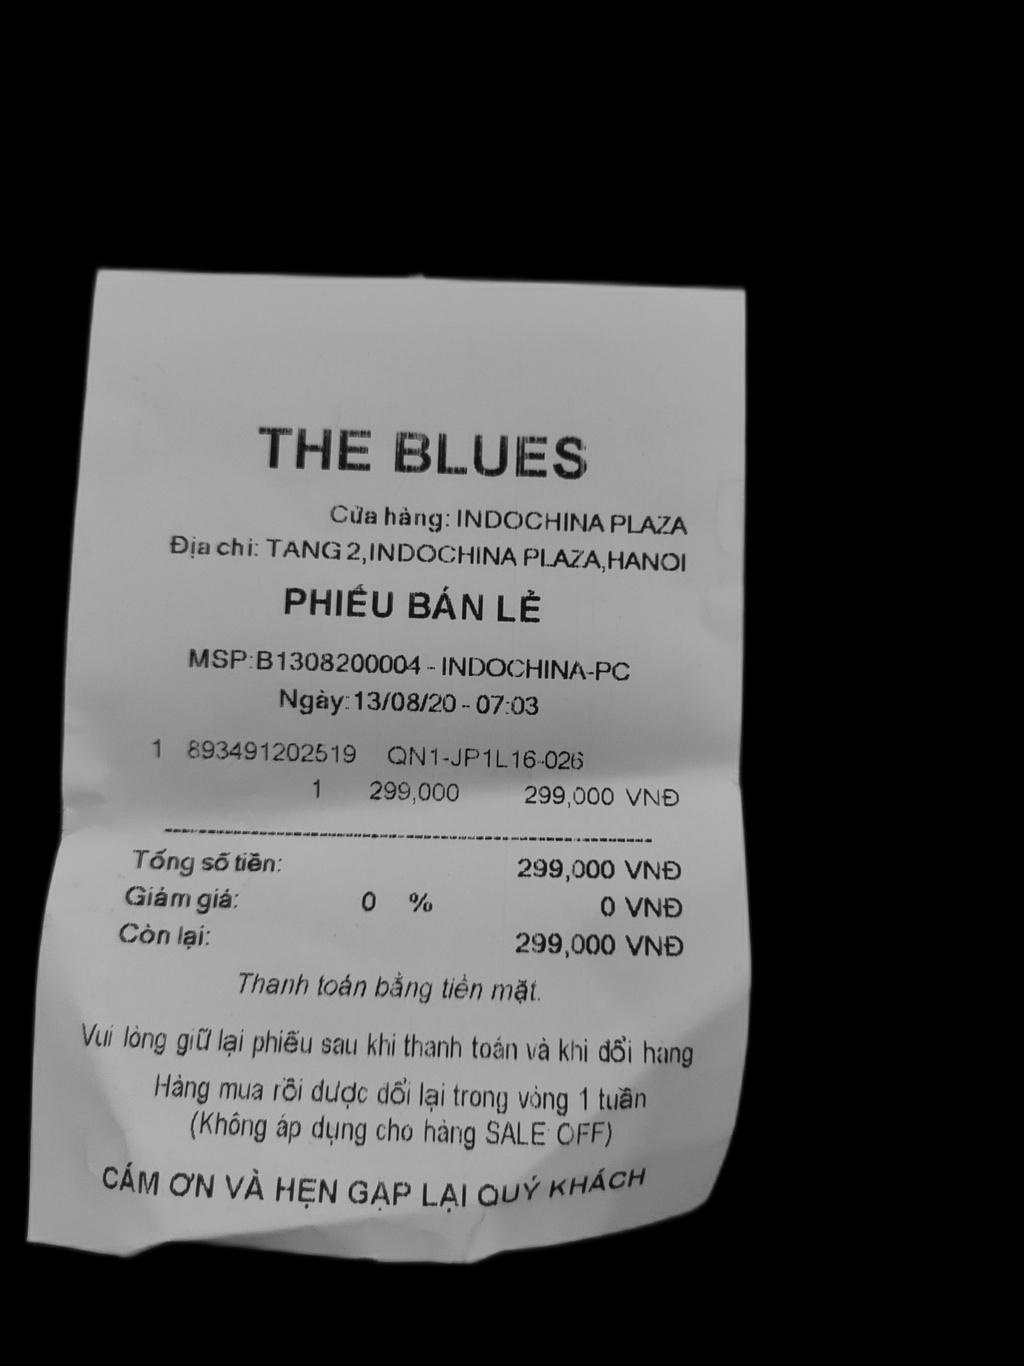 THE BLUES
Cửa hàng: INDOCHINA PLAZA
Địa chỉ: TANG 2,INDOCHINA PLAZA,HANOI
PHIẾU BÁN LẺ
MSP:B1308200004 - INDOCHINA-PC
Ngày:13/08/20 - 07:03
1 893491202519 QN1-JP1L16-026
1 299,000 299,000 VNĐ
Tổng số tiền: 299,000 VNĐ
Giảm giá: 0 % 0 VNĐ
Còn lại: 299,000 VNĐ
Thanh toán bằng tiền mặt.
Vui lòng giữ lại phiếu sau khi thanh toán và khi đổi hàng
Hàng mua rồi được đổi lại trong vòng 1 tuần
(Không áp dụng cho hàng SALE OFF)
CÁM ƠN VÀ HẸN GẶP LẠI QUÝ KHÁCH